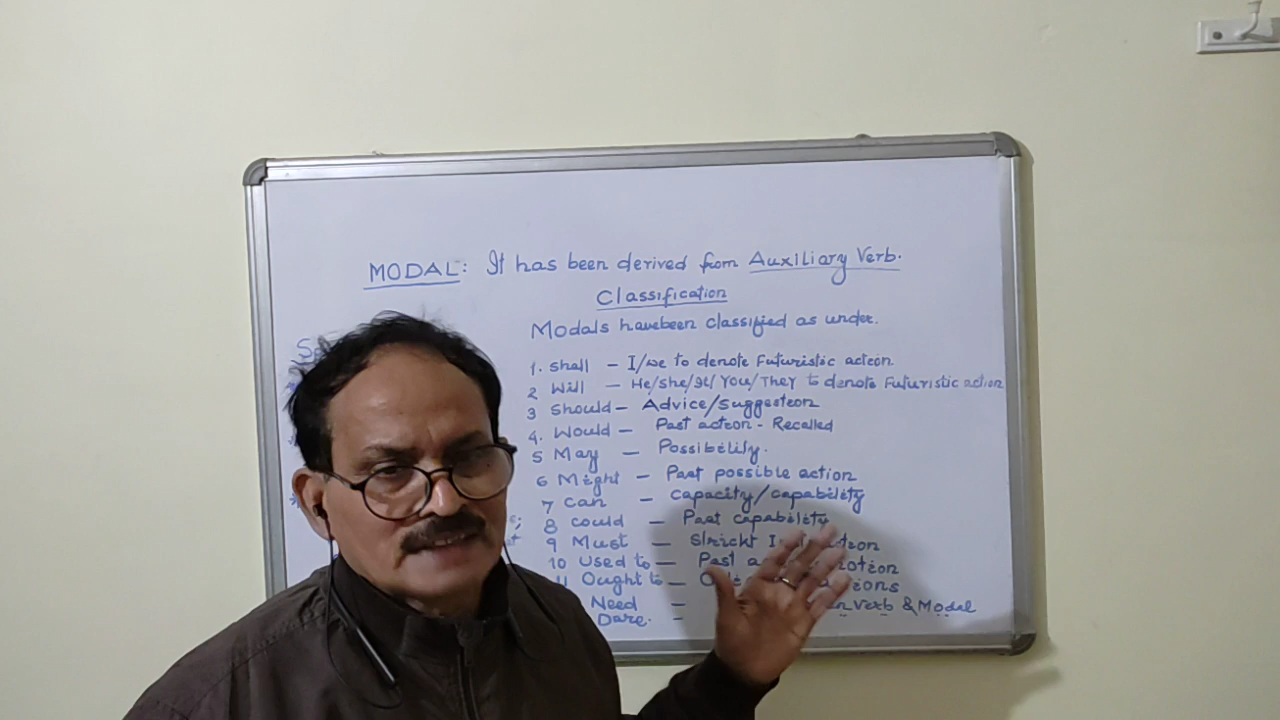 MODAL: It has been derived from Auxiliary Verb.
Classification
Modals havebeen classified as under.
1. Shall – I/we to denote Futuristic action
2 Will – He/She/It/You/They to denote Futuristic action
3 Should – Advice/Suggestion
4. Would – Past action - Recalled
5 May – Possibility.
6 Might – Past possible action
7 Can – Capacity/capability
8 Could – Past capability
9 Must – Strickt
10 Used to – Past
11 Ought to –
Need – Verb & Modal
Dare. –